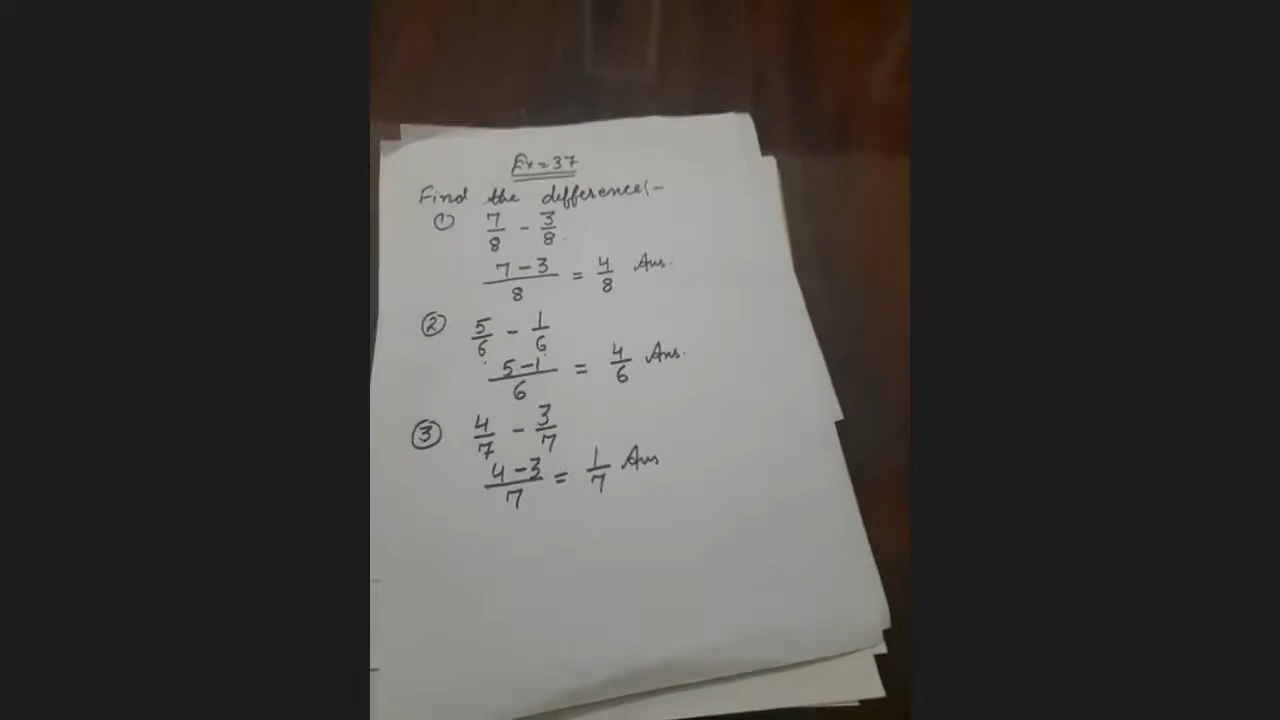 Ex = 37
Find the difference:-
① 7/8 - 3/8
7-3/8 = 4/8 Ans.
② 5/6 - 1/6
5-1/6 = 4/6 Ans.
③ 4/7 - 3/7
4-3/7 = 1/7 Ans